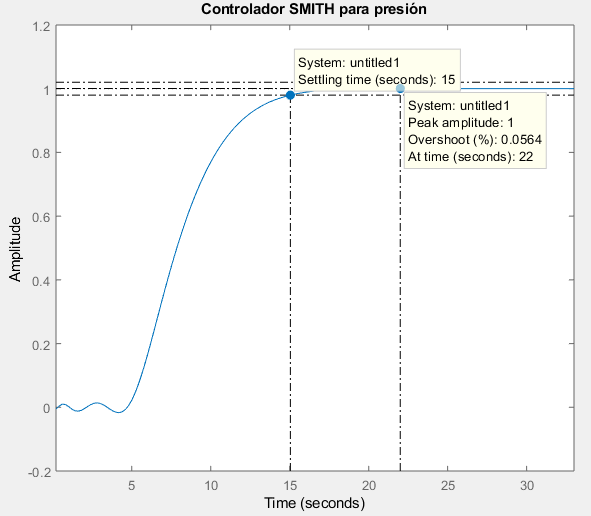 Controlador SMITH para presión
1.2
1
0.8
0.6
0.4
0.2
0
-0.2
Amplitude
System: untitled1
Settling time (seconds): 15
System: untitled1
Peak amplitude: 1
Overshoot (%): 0.0564
At time (seconds): 22
5 10 15 20 25 30
Time (seconds)